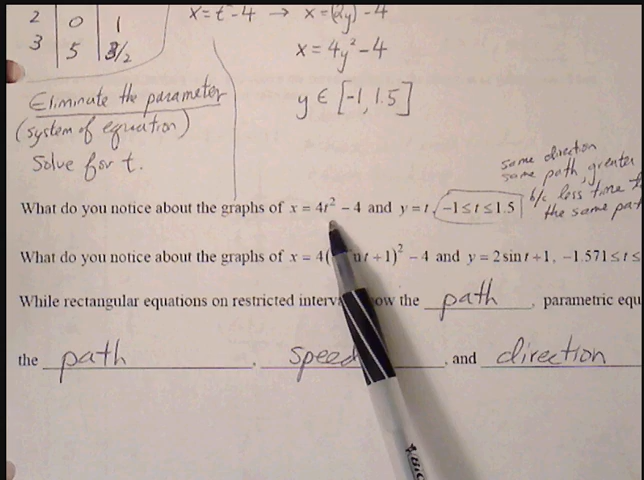 2 0 1
3 5 3/2
x = t² - 4 → x = (2y)² - 4
x = 4y² - 4
y ∈ [-1, 1.5]
Eliminate the parameter
(system of equation)
Solve for t.
same direction
same path, greater
b/c less time
the same pat
What do you notice about the graphs of x = 4t² − 4 and y = t, −1 ≤ t ≤ 1.5
What do you notice about the graphs of x = 4( n t + 1)² − 4 and y = 2 sin t + 1, −1.571 ≤ t ≤
While rectangular equations on restricted interv ow the path, parametric equ
the path, speed, and direction
BIC